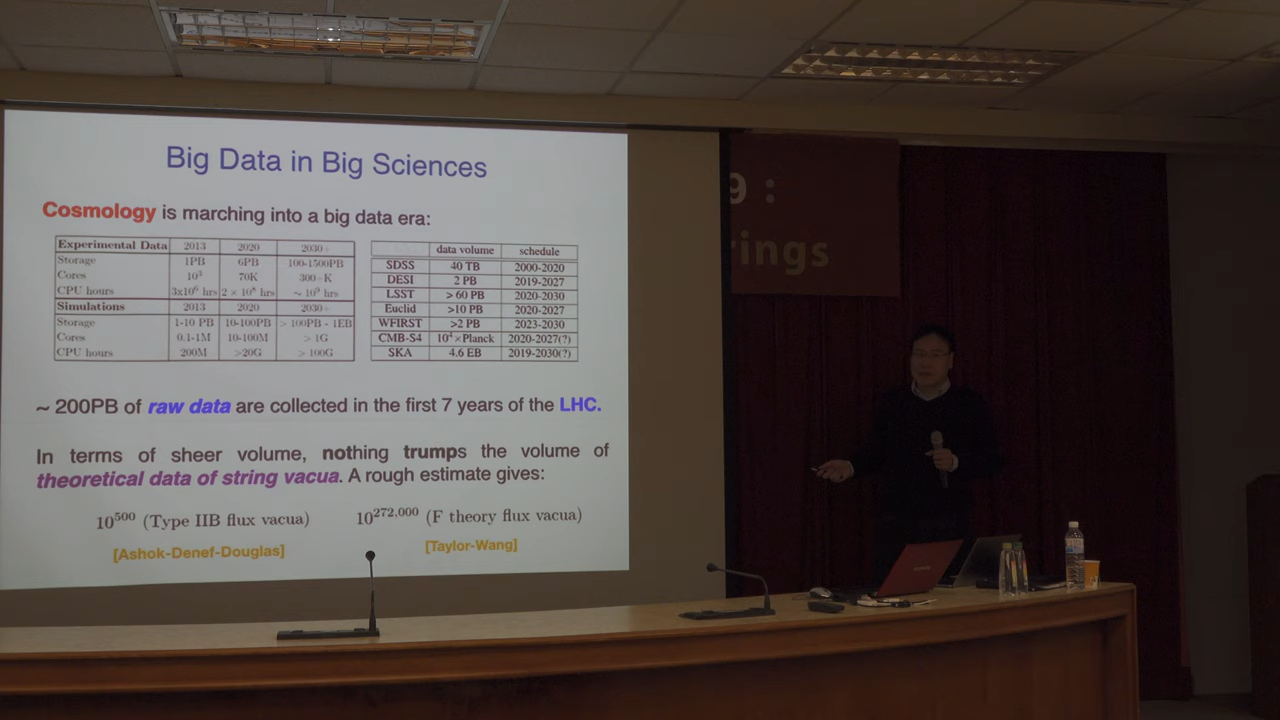 Big Data in Big Sciences
Cosmology is marching into a big data era:
Experimental Data 2013 2020 2030+
Storage 1PB 6PB 100-1500PB
Cores 10³ 70K 300+K
CPU hours 3x10⁶ hrs 2 × 10⁸ hrs ~ 10⁹ hrs
Simulations 2013 2020 2030+
Storage 1-10 PB 10-100PB > 100PB - 1EB
Cores 0.1-1M 10-100M > 1G
CPU hours 200M >20G > 100G
data volume schedule
SDSS 40 TB 2000-2020
DESI 2 PB 2019-2027
LSST > 60 PB 2020-2030
Euclid >10 PB 2020-2027
WFIRST >2 PB 2023-2030
CMB-S4 10⁴×Planck 2020-2027(?)
SKA 4.6 EB 2019-2030(?)
~ 200PB of raw data are collected in the first 7 years of the LHC.
In terms of sheer volume, nothing trumps the volume of
theoretical data of string vacua. A rough estimate gives:
10⁵⁰⁰ (Type IIB flux vacua) 10²⁷²,⁰⁰⁰ (F theory flux vacua)
[Ashok-Denef-Douglas] [Taylor-Wang]
9 :
rings